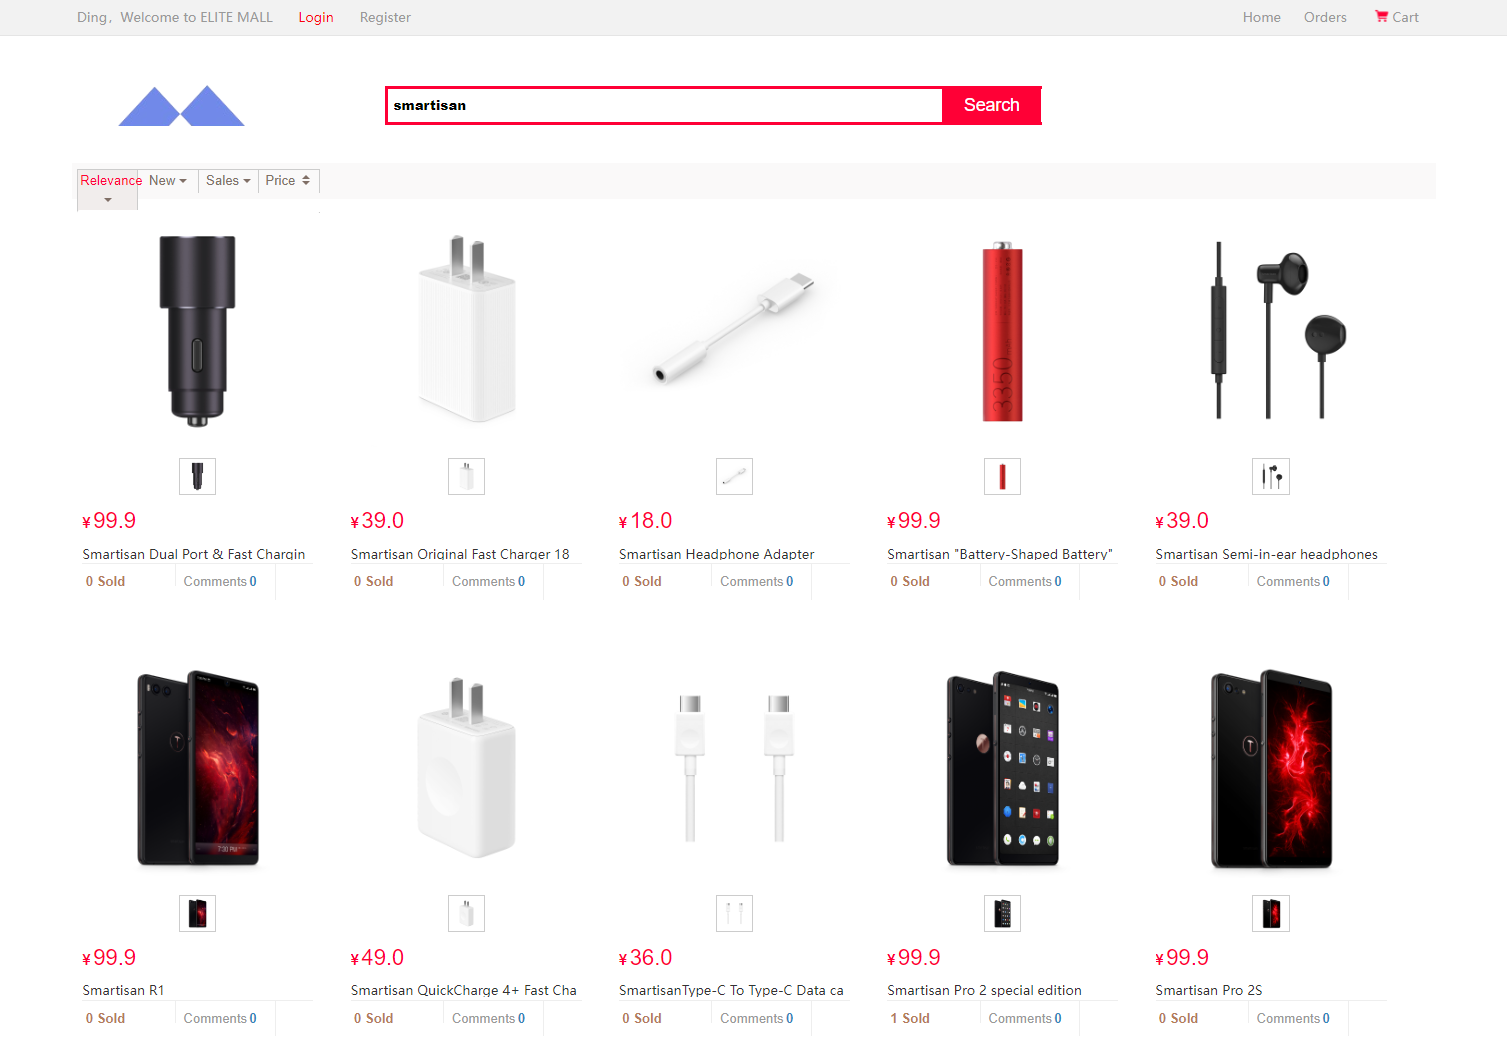 Ding，Welcome to ELITE MALL Login Register Home Orders Cart
smartisan Search
Relevance New Sales Price
3350
¥99.9 ¥39.0 ¥18.0 ¥99.9 ¥39.0
Smartisan Dual Port & Fast Chargin Smartisan Original Fast Charger 18 Smartisan Headphone Adapter Smartisan "Battery-Shaped Battery" Smartisan Semi-in-ear headphones
0 Sold Comments 0 0 Sold Comments 0 0 Sold Comments 0 0 Sold Comments 0 0 Sold Comments 0
7:30 PM
¥99.9 ¥49.0 ¥36.0 ¥99.9 ¥99.9
Smartisan R1 Smartisan QuickCharge 4+ Fast Cha SmartisanType-C To Type-C Data ca Smartisan Pro 2 special edition Smartisan Pro 2S
0 Sold Comments 0 0 Sold Comments 0 0 Sold Comments 0 1 Sold Comments 0 0 Sold Comments 0